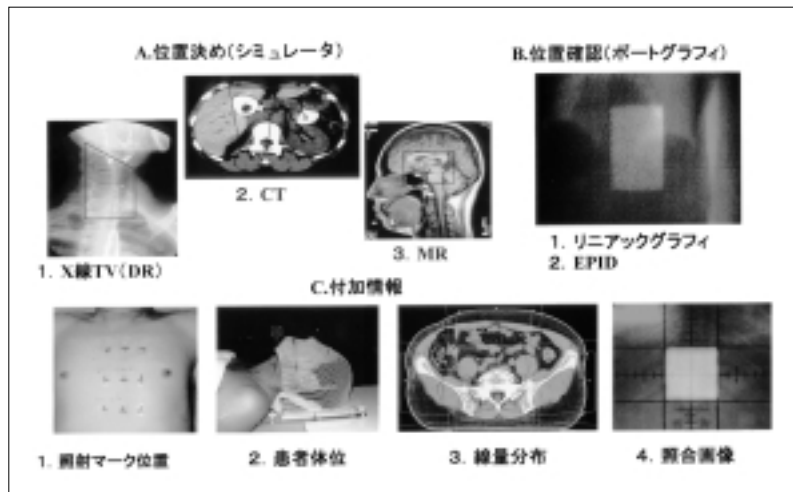 A.位置決め(シミュレータ)
B.位置確認(ポートグラフィ)
1. X線TV(DR)
2. CT
3. MR
1. リニアックグラフィ
2. EPID
C.付加情報
1. 照射マーク位置
2. 患者体位
3. 線量分布
4. 照合画像